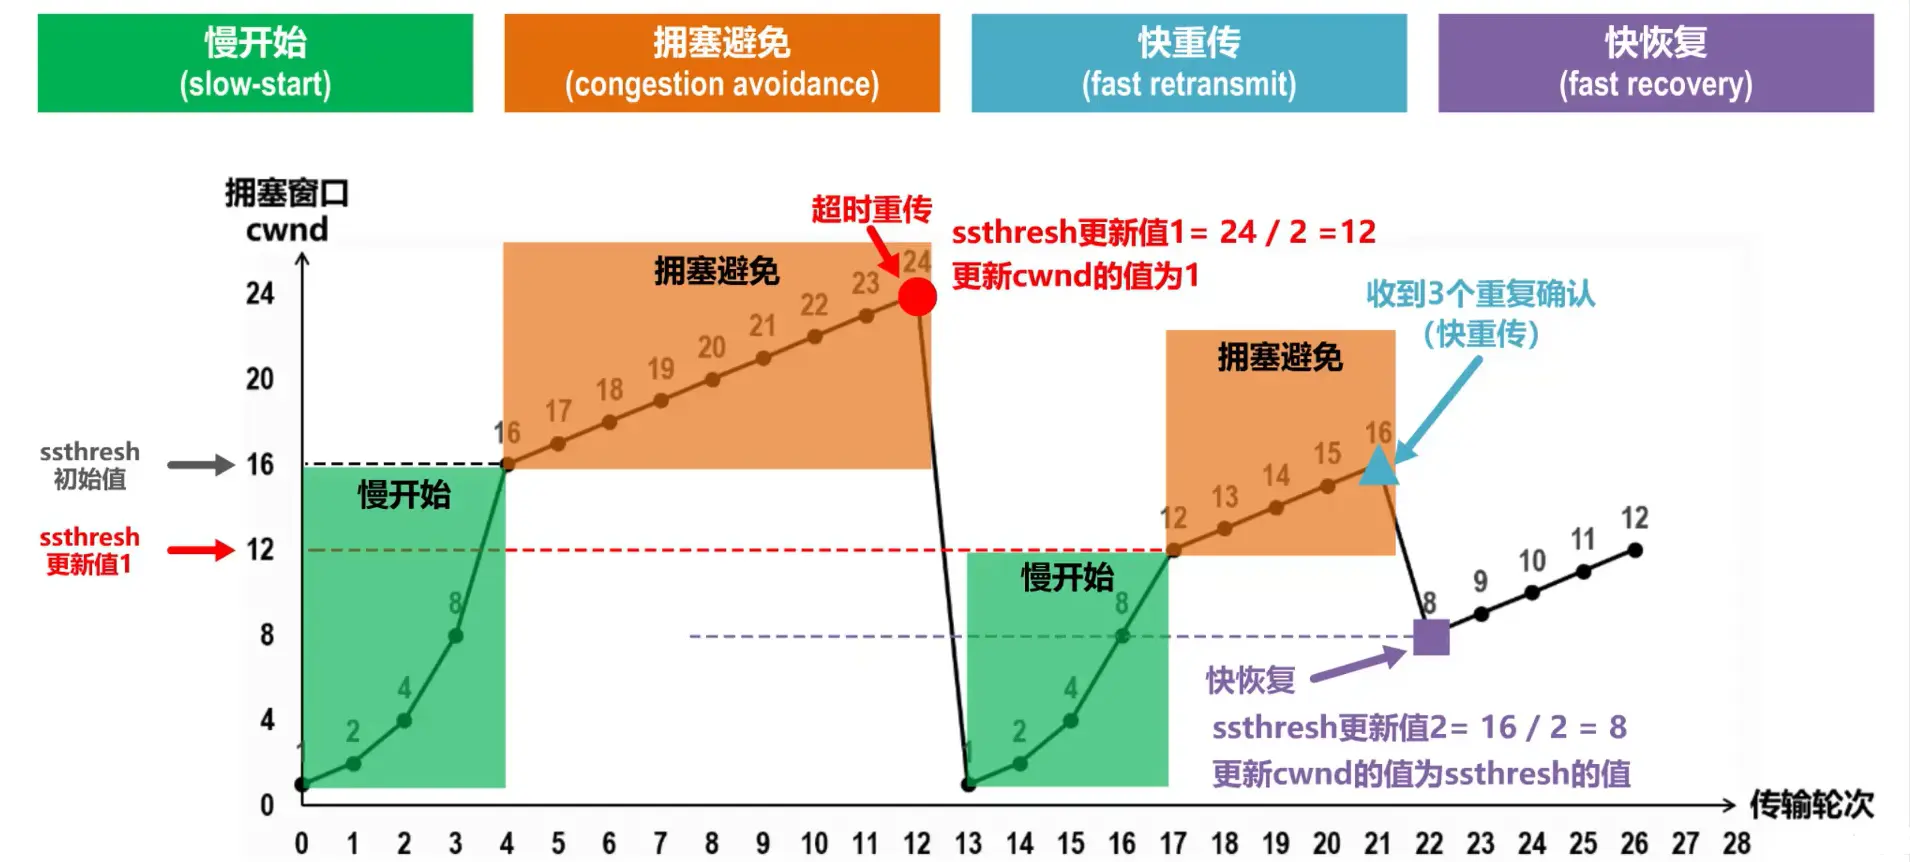 慢开始
(slow-start)
拥塞避免
(congestion avoidance)
快重传
(fast retransmit)
快恢复
(fast recovery)
拥塞窗口
cwnd
超时重传
ssthresh更新值1= 24 / 2 =12
更新cwnd的值为1
拥塞避免
收到3个重复确认
（快重传）
拥塞避免
24
20
16
12
8
4
0
ssthresh
初始值
ssthresh
更新值1
慢开始
慢开始
1
2
4
8
16
17
18
19
20
21
22
23
24
1
2
4
8
12
13
14
15
16
8
9
10
11
12
快恢复
ssthresh更新值2= 16 / 2 = 8
更新cwnd的值为ssthresh的值
传输轮次
0 1 2 3 4 5 6 7 8 9 10 11 12 13 14 15 16 17 18 19 20 21 22 23 24 25 26 27 28